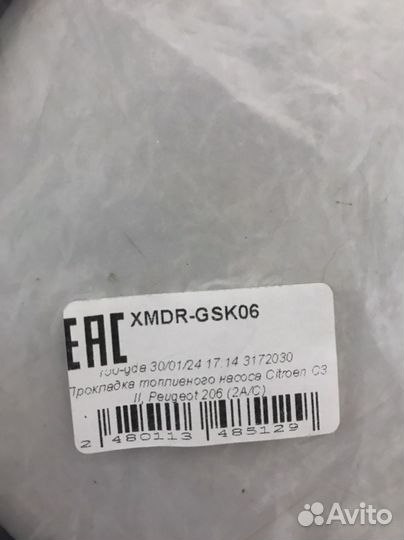 EAC XMDR-GSK06
30/01/24 17:14 3172030
Прокладка топливного насоса Citroen C3
II, Peugeot 206 (2A/C)
2 480113 485129
Avito